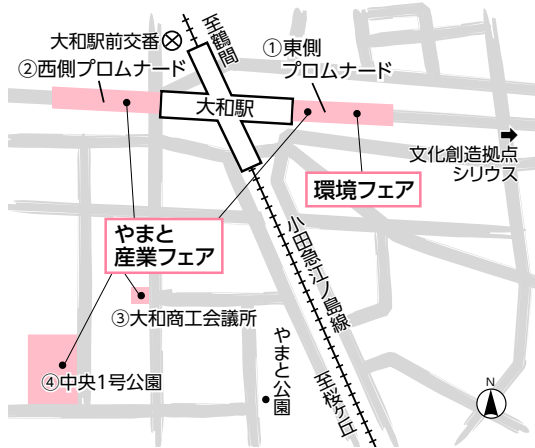 至鶴間
大和駅前交番
①東側
プロムナード
②西側プロムナード
大和駅
文化創造拠点
シリウス
環境フェア
やまと
産業フェア
小田急江ノ島線
③大和商工会議所
やまと公園
至桜ヶ丘
④中央1号公園
N